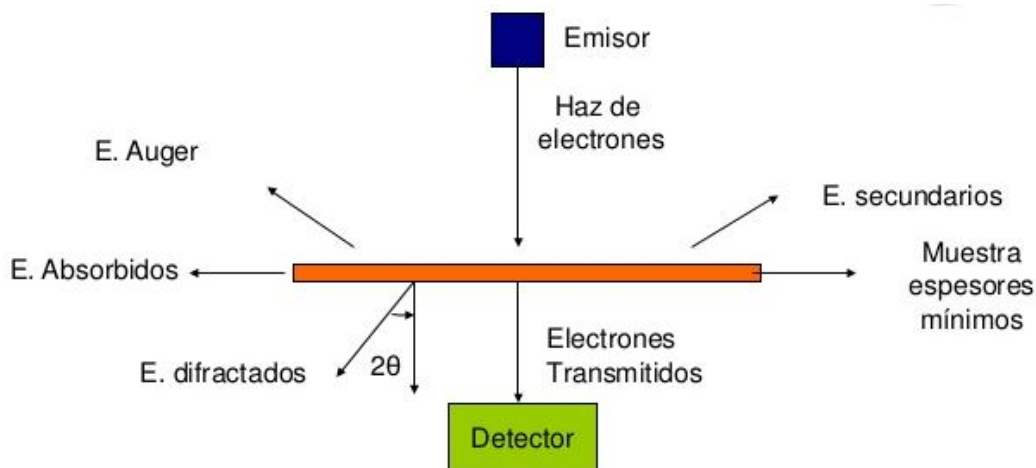 Emisor
Haz de
electrones
E. Auger
E. secundarios
E. Absorbidos
Muestra
espesores
mínimos
E. difractados
2θ
Electrones
Transmitidos
Detector